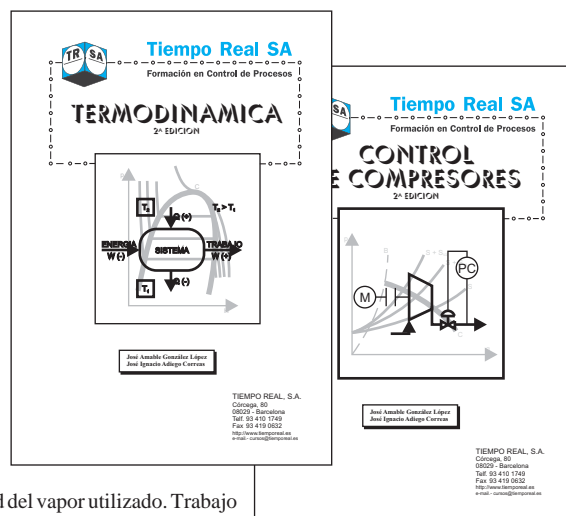 TR SA
Tiempo Real SA
Formación en Control de Procesos
TERMODINAMICA
2ª EDICION
C
T₂
T₂ > T₁
Q (+)
ENERGIA
W (-)
SISTEMA
TRABAJO
W (+)
T₁
Q (-)
José Amable González López
José Ignacio Adiego Correas
TIEMPO REAL, S.A.
Córcega, 80
08029 - Barcelona
Telf. 93 410 1749
Fax 93 419 0632
http://www.tiemporeal.es
e-mail.- cursos@tiemporeal.es
SA
Tiempo Real SA
Formación en Control de Procesos
CONTROL
E COMPRESORES
2ª EDICION
PC
M
José Amable González López
José Ignacio Adiego Correas
TIEMPO REAL, S.A.
Córcega, 80
08029 - Barcelona
Telf. 93 410 1749
Fax 93 419 0632
http://www.tiemporeal.es
e-mail.- cursos@tiemporeal.es
d del vapor utilizado. Trabajo